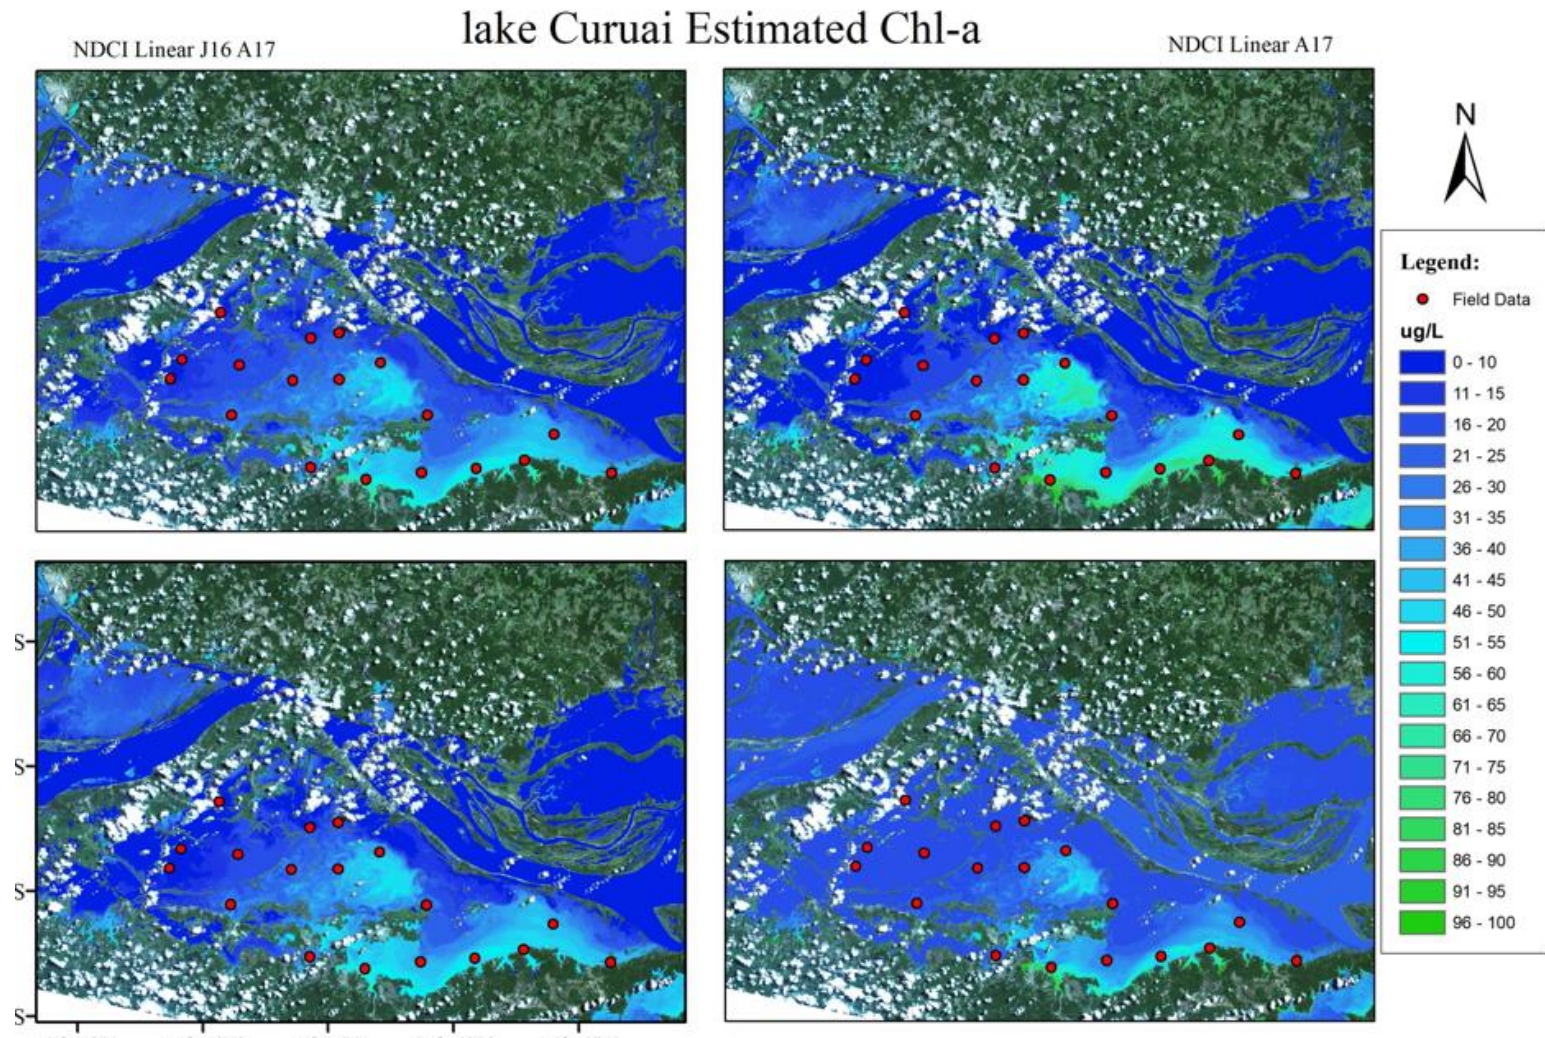 lake Curuai Estimated Chl-a
NDCI Linear J16 A17
NDCI Linear A17
N
Legend:
Field Data
ug/L
0 - 10
11 - 15
16 - 20
21 - 25
26 - 30
31 - 35
36 - 40
41 - 45
46 - 50
51 - 55
56 - 60
61 - 65
66 - 70
71 - 75
76 - 80
81 - 85
86 - 90
91 - 95
96 - 100
S
S
S
S